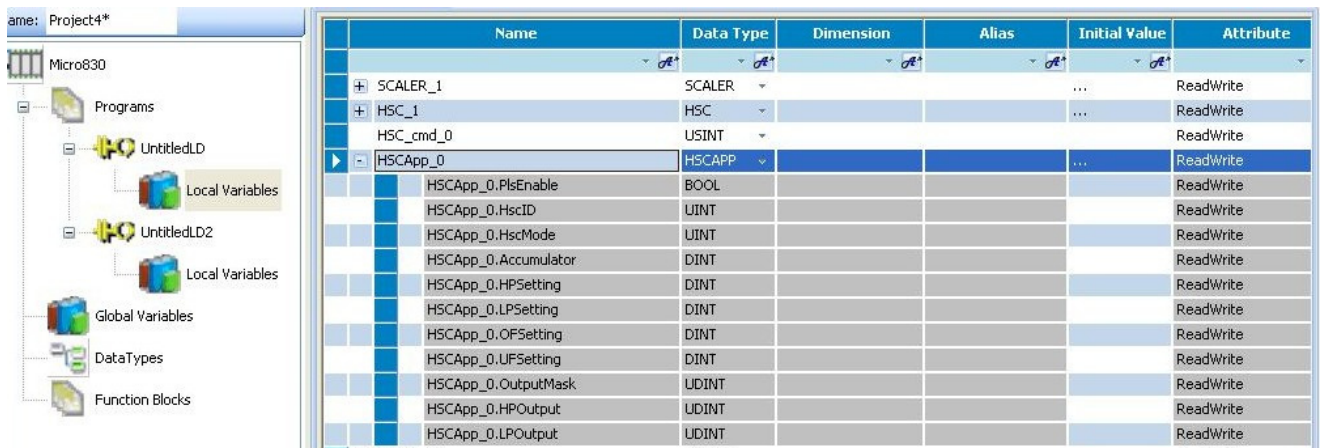 ame: Project4*
Micro830
Programs
UntitledLD
Local Variables
UntitledLD2
Local Variables
Global Variables
DataTypes
Function Blocks
Name Data Type Dimension Alias Initial Value Attribute
SCALER_1 SCALER ... ReadWrite
HSC_1 HSC ... ReadWrite
HSC_cmd_0 USINT ReadWrite
HSCApp_0 HSCAPP ... ReadWrite
HSCApp_0.PlsEnable BOOL ReadWrite
HSCApp_0.HscID UINT ReadWrite
HSCApp_0.HscMode UINT ReadWrite
HSCApp_0.Accumulator DINT ReadWrite
HSCApp_0.HPSetting DINT ReadWrite
HSCApp_0.LPSetting DINT ReadWrite
HSCApp_0.OFSetting DINT ReadWrite
HSCApp_0.UFSetting DINT ReadWrite
HSCApp_0.OutputMask UDINT ReadWrite
HSCApp_0.HPOutput UDINT ReadWrite
HSCApp_0.LPOutput UDINT ReadWrite